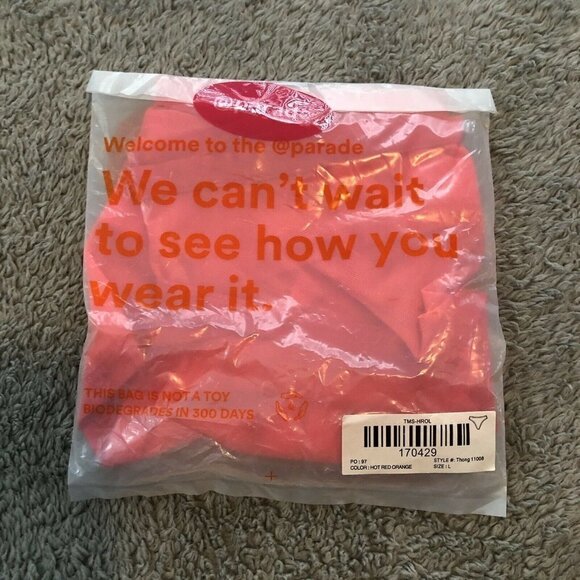 Welcome to the @parade
We can't wait
to see how you
wear it.
THIS BAG IS NOT A TOY
BIODEGRADES IN 300 DAYS
TMS-HROL
170429
PO : 97
STYLE #: Thong t1008
COLOR : HOT RED ORANGE
SIZE : L